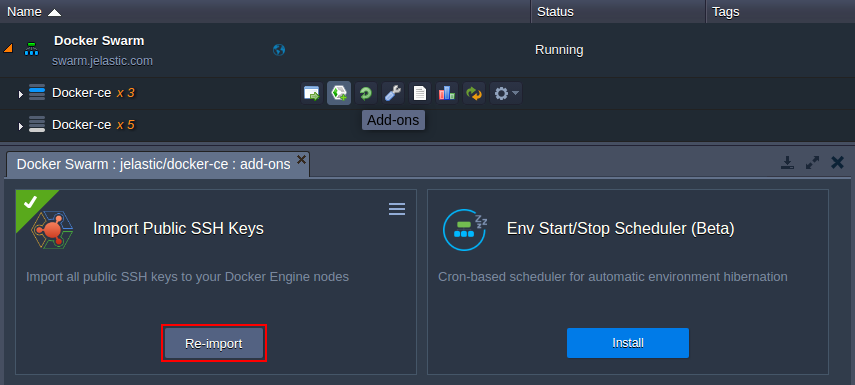 Name Status Tags
Docker Swarm
swarm.jelastic.com
Running
Docker-ce x 3
Add-ons
Docker-ce x 5
Docker Swarm : jelastic/docker-ce : add-ons
Import Public SSH Keys
Import all public SSH keys to your Docker Engine nodes
Re-import
zzz
Env Start/Stop Scheduler (Beta)
Cron-based scheduler for automatic environment hibernation
Install